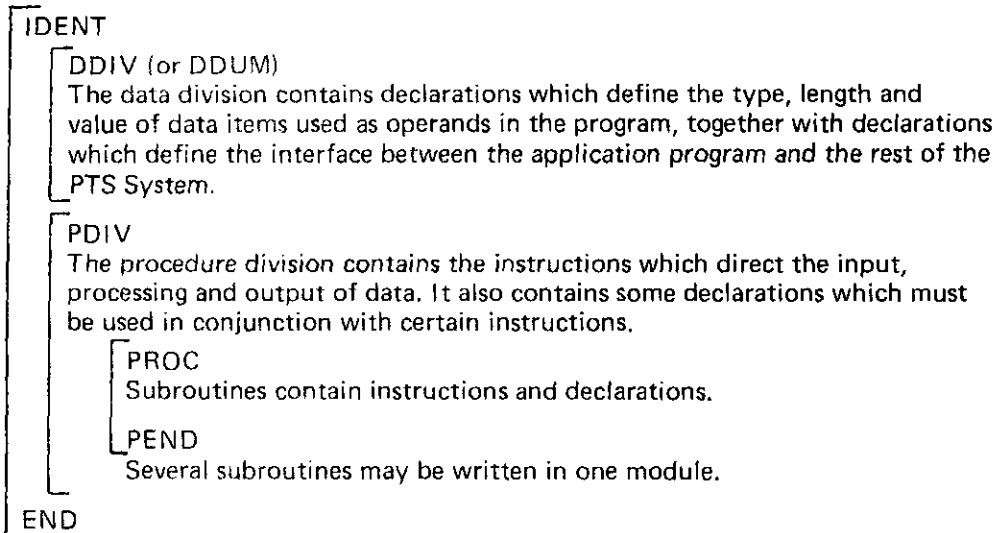 IDENT
DDIV (or DDUM)
The data division contains declarations which define the type, length and
value of data items used as operands in the program, together with declarations
which define the interface between the application program and the rest of the
PTS System.
PDIV
The procedure division contains the instructions which direct the input,
processing and output of data. It also contains some declarations which must
be used in conjunction with certain instructions.
PROC
Subroutines contain instructions and declarations.
PEND
Several subroutines may be written in one module.
END